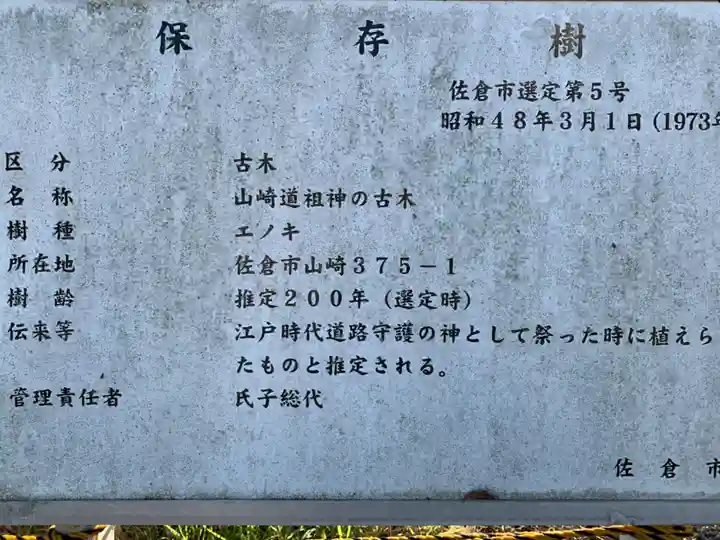 保存樹
佐倉市選定第5号
昭和48年3月1日(1973年
区分 古木
名称 山崎道祖神の古木
樹種 エノキ
所在地 佐倉市山崎375-1
樹齢 推定200年(選定時)
伝来等 江戸時代道路守護の神として祭った時に植えら
たものと推定される。
管理責任者 氏子総代
佐倉市